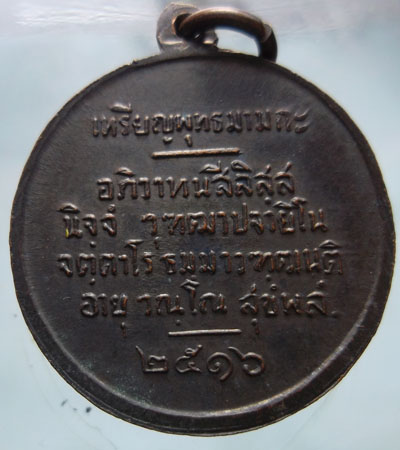 เหรียญพุทธมามกะ
อภิวาทนสีลิสฺส
นิจฺจํ วุฑฺฒาปจายิโน
จตฺตาโร ธมฺมา วฑฺฒนฺติ
อายุ วณฺโณ สุขํ พลํ.
๒๕๑๖